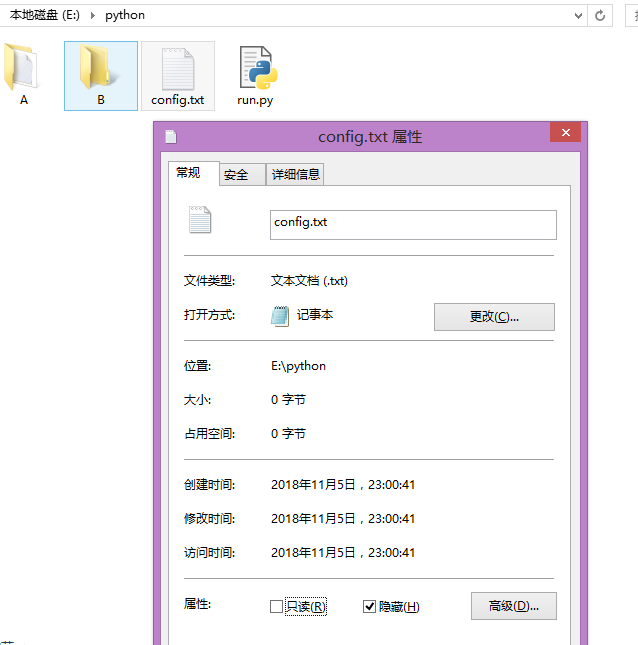 本地磁盘 (E:) python
A B config.txt run.py
config.txt 属性
常规 安全 详细信息
config.txt
文件类型: 文本文档 (.txt)
打开方式: 记事本 更改(C)...
位置: E:\python
大小: 0 字节
占用空间: 0 字节
创建时间: 2018年11月5日，23:00:41
修改时间: 2018年11月5日，23:00:41
访问时间: 2018年11月5日，23:00:41
属性: 只读(R) 隐藏(H) 高级(D)...